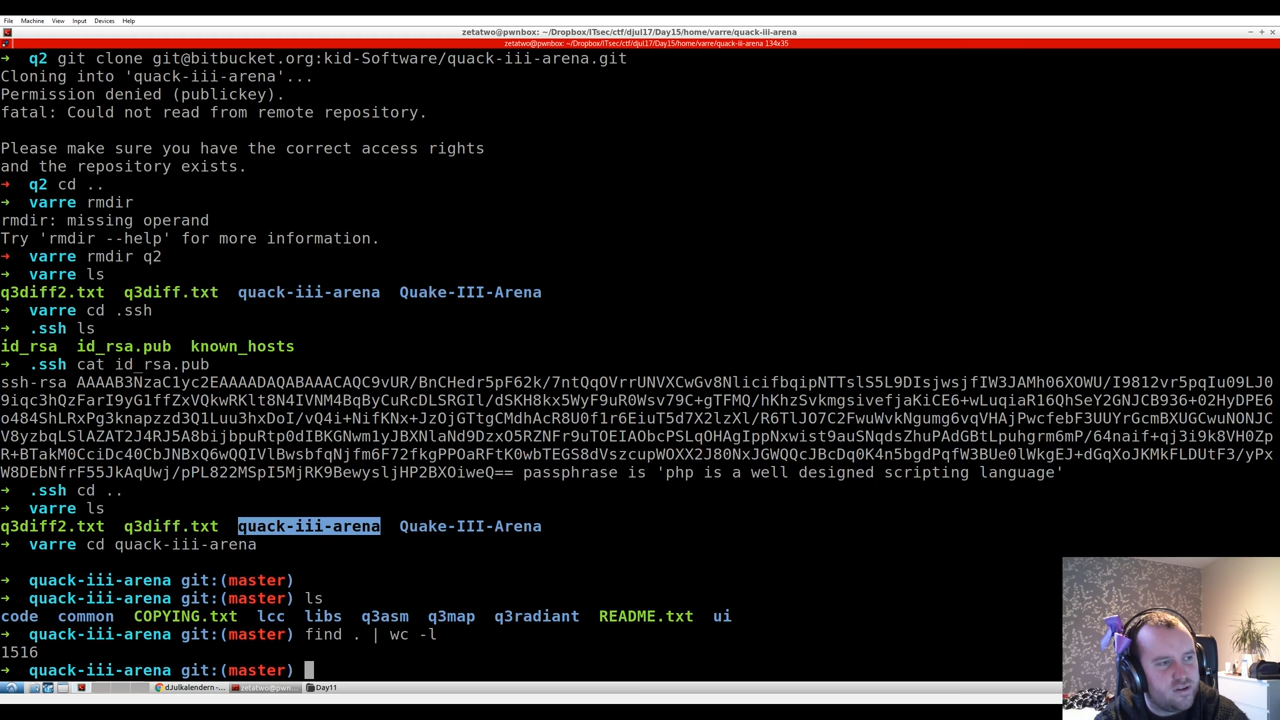 File Machine View Input Devices Help
zetatwo@pwnbox: ~/Dropbox/ITsec/ctf/djul17/Day15/home/varre/quack-iii-arena
zetatwo@pwnbox: ~/Dropbox/ITsec/ctf/djul17/Day15/home/varre/quack-iii-arena 134x35
→ q2 git clone git@bitbucket.org:kid-Software/quack-iii-arena.git
Cloning into 'quack-iii-arena'...
Permission denied (publickey).
fatal: Could not read from remote repository.
Please make sure you have the correct access rights
and the repository exists.
→ q2 cd ..
→ varre rmdir
rmdir: missing operand
Try 'rmdir --help' for more information.
→ varre rmdir q2
→ varre ls
q3diff2.txt q3diff.txt quack-iii-arena Quake-III-Arena
→ varre cd .ssh
→ .ssh ls
id_rsa id_rsa.pub known_hosts
→ .ssh cat id_rsa.pub
ssh-rsa AAAAB3NzaC1yc2EAAAADAQABAAACAQC9vUR/BnCHedr5pF62k/7ntQqOVrrUNVXCwGv8NlicifbqipNTTslS5L9DIsjwsjfIW3JAMh06XOWU/I9812vr5pqIu09LJ0
9iqc3hQzFarI9yG1ffZxVQkwRKlt8N4IVNM4BqByCuRcDLSRGIl/dSKH8kx5WyF9uR0Wsv79C+gTFMQ/hKhzSvkmgsivefjaKiCE6+wLuqiaR16QhSeY2GNJCB936+02HyDPE6
o484ShLRxPg3knapzzd3Q1Luu3hxDoI/vQ4i+NifKNx+JzOjGTtgCMdhAcR8U0f1r6EiuT5d7X2lzXl/R6TlJO7C2FwuWvkNgumg6vqVHAjPwcfebF3UUYrGcmBXUGCwuNONJC
V8yzbqLSlAZAT2J4RJ5A8bijbpuRtp0dIBKGNwm1yJBXNlaNd9DzxO5RZNFr9uTOEIAObcPSLqOHAgIppNxwist9auSNqdsZhuPAdGBtLpuhgrm6mP/64naif+qj3i9k8VH0Zp
R+BTakM0CciDc40CbJNBxQ6wQQIVlBwsbfqNjfm6F72fkgPPOaRFtK0wbTEGS8dVszcupWOXX2J80NxJGWQQcJBcDq0K4n5bgdPqfW3BUe0lWkgEJ+dGqXoJKMkFLDUtF3/yPx
W8DEbNfrF55JkAqUwj/pPL822MSpI5MjRK9BewysljHP2BXOiweQ== passphrase is 'php is a well designed scripting language'
→ .ssh cd ..
→ varre ls
q3diff2.txt q3diff.txt quack-iii-arena Quake-III-Arena
→ varre cd quack-iii-arena
→ quack-iii-arena git:(master)
→ quack-iii-arena git:(master) ls
code common COPYING.txt lcc libs q3asm q3map q3radiant README.txt ui
→ quack-iii-arena git:(master) find . | wc -l
1516
→ quack-iii-arena git:(master)
dJulkalendern -... zetatwo@pwnbo... Day11